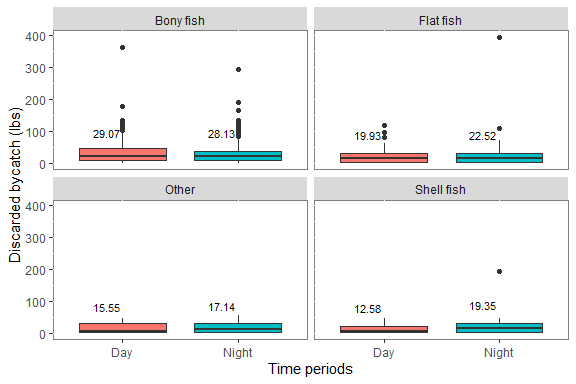 Bony fish
Flat fish
Discarded bycatch (lbs)
400
300
200
100
0
29.07
28.13
19.93
22.52
Other
Shell fish
400
300
200
100
0
15.55
17.14
12.58
19.35
Day
Night
Day
Night
Time periods